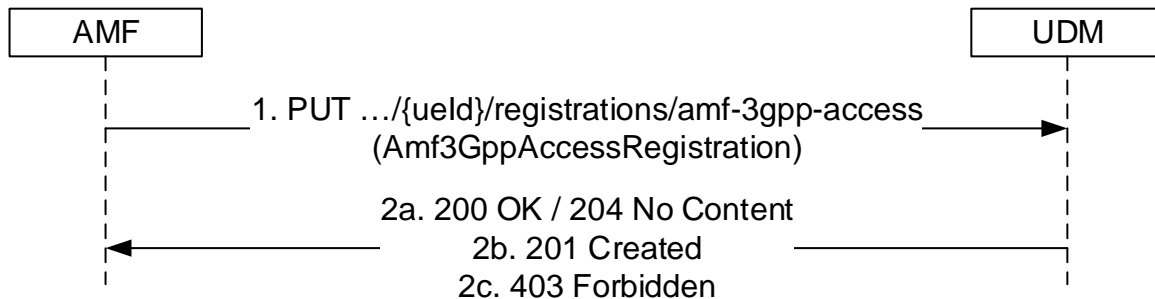 AMF
UDM
1. PUT …/{ueId}/registrations/amf-3gpp-access
(Amf3GppAccessRegistration)
2a. 200 OK / 204 No Content
2b. 201 Created
2c. 403 Forbidden